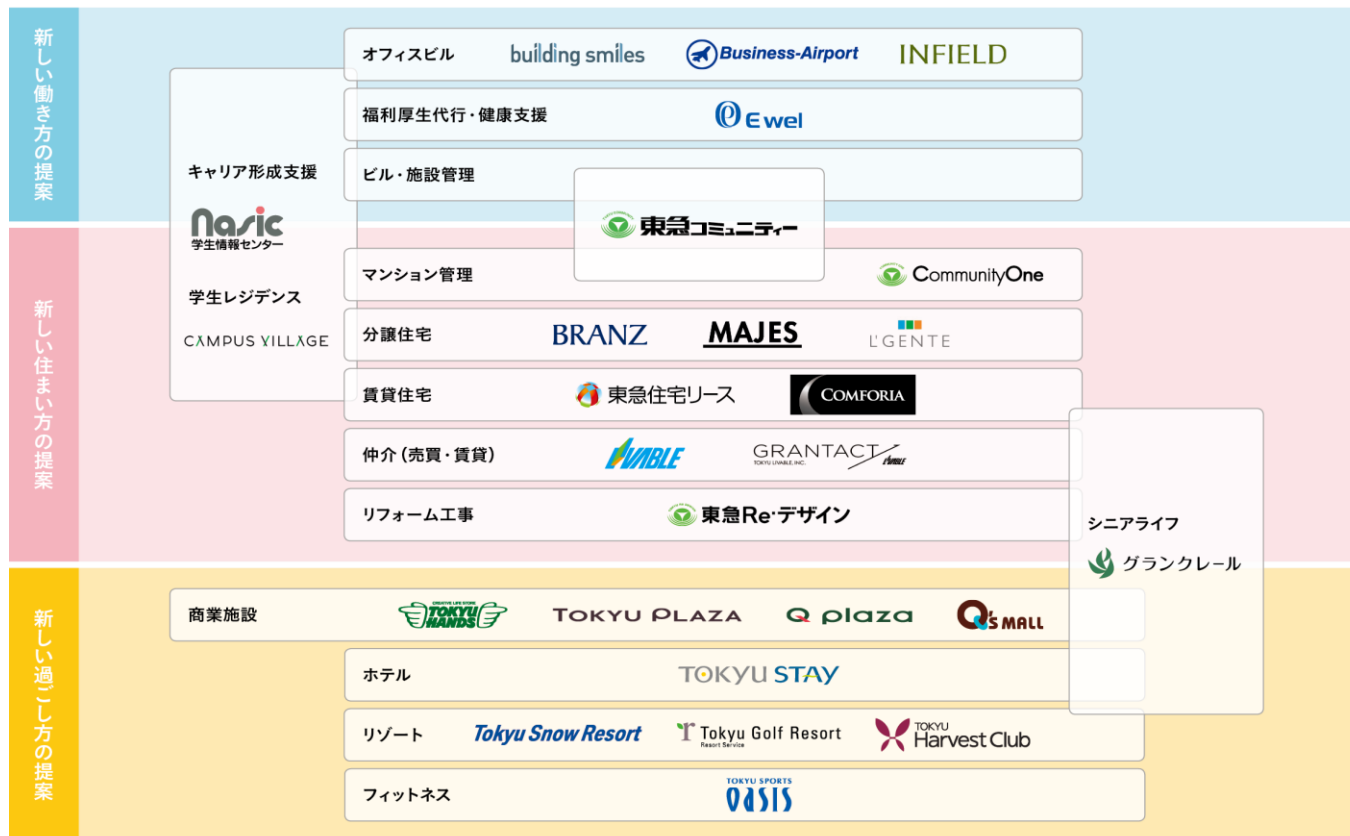 新しい働き方の提案
オフィスビル building smiles Business-Airport INFIELD
福利厚生代行・健康支援 Ewel
ビル・施設管理
キャリア形成支援
Nasic
学生情報センター
東急コミュニティー
新しい住まい方の提案
マンション管理 CommunityOne
学生レジデンス
CAMPUS VILLAGE
分譲住宅 BRANZ MAJES L'GENTE
賃貸住宅 東急住宅リース COMFORIA
仲介(売買・賃貸) LIVABLE GRANTACT LIVABLE
TOKYU LIVABLE, INC.
リフォーム工事 東急Re・デザイン
シニアライフ
グランクレール
新しい過ごし方の提案
商業施設 CREATIVE LIFE STORE TOKYU HANDS TOKYU PLAZA Q plaza Q'S MALL
ホテル TOKYU STAY
リゾート Tokyu Snow Resort Tokyu Golf Resort TOKYU Harvest Club
Resort Service
フィットネス TOKYU SPORTS OASIS